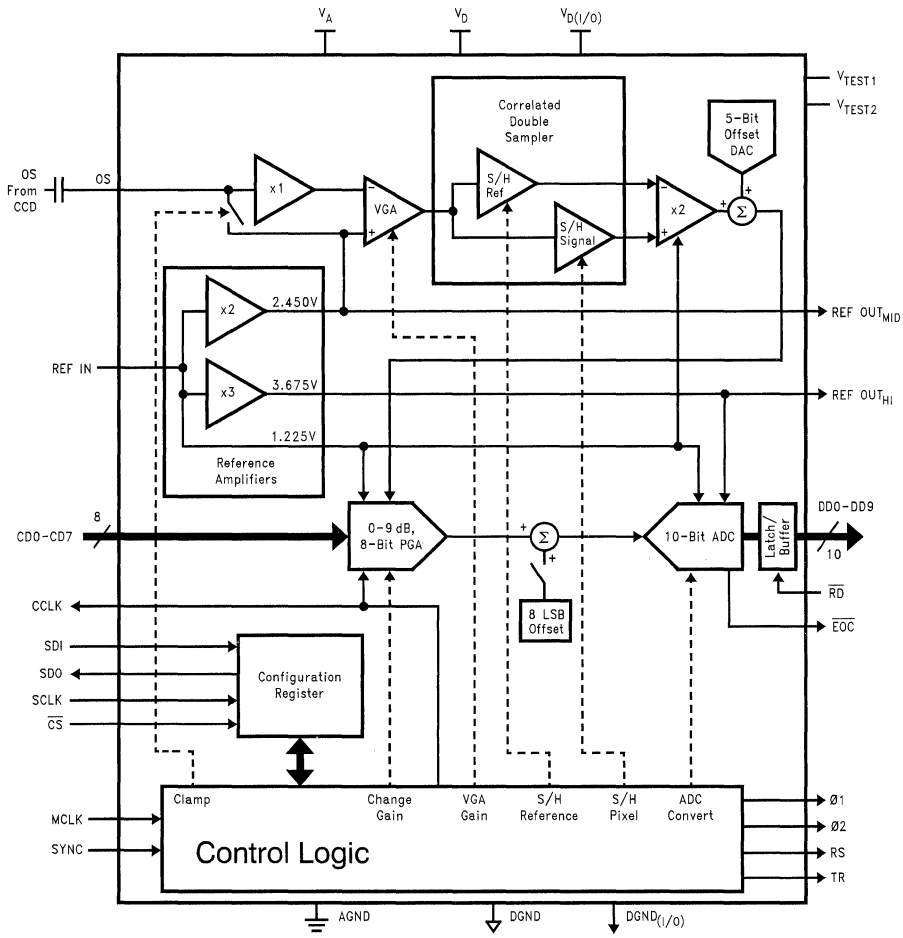 V_A
V_D
V_D(I/O)
V_TEST1
V_TEST2
Correlated
Double
Sampler
5-Bit
Offset
DAC
OS
From
CCD
OS
x1
VGA
−
+
S/H
Ref
S/H
Signal
−
x2
+
+
+
Σ
x2
2.450V
REF OUT_MID
REF IN
x3
3.675V
REF OUT_HI
1.225V
Reference
Amplifiers
CD0-CD7
8
0-9 dB,
8-Bit PGA
+
Σ
+
8 LSB
Offset
10-Bit ADC
Latch/
Buffer
DD0-DD9
10
R̅D̅
E̅O̅C̅
CCLK
SDI
SDO
SCLK
C̅S̅
Configuration
Register
Clamp
Change
Gain
VGA
Gain
S/H
Reference
S/H
Pixel
ADC
Convert
MCLK
SYNC
Control Logic
Ø1
Ø2
RS
TR
AGND
DGND
DGND(I/O)